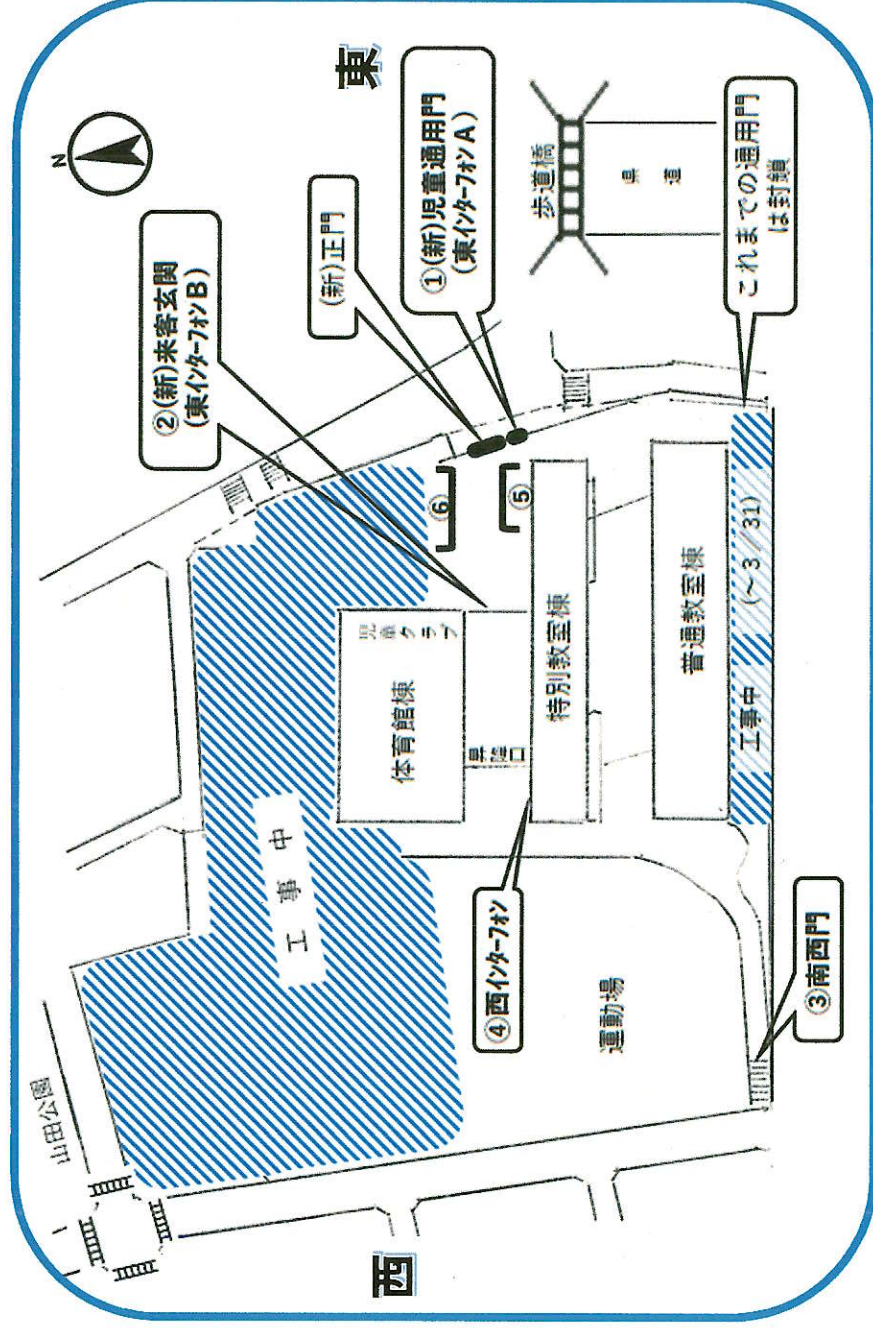 山田公園
N
②(新)来客玄関
(東インターフォンB)
東
(新)正門
①(新)児童通用門
(東インターフォンA)
工事中
児童クラブ
体育館棟
昇降口
⑥
⑤
歩道橋
県道
④西インターフォン
特別教室棟
西
運動場
普通教室棟
これまでの通用門
は封鎖
③南西門
工事中
(～3/31)